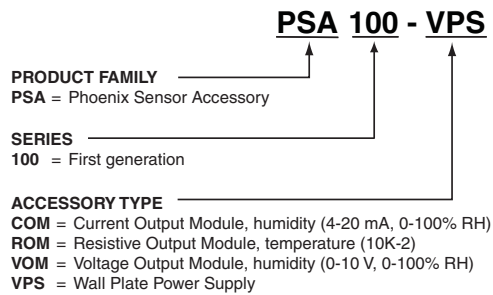 PSA 100 - VPS
PRODUCT FAMILY
PSA = Phoenix Sensor Accessory
SERIES
100 = First generation
ACCESSORY TYPE
COM = Current Output Module, humidity (4-20 mA, 0-100% RH)
ROM = Resistive Output Module, temperature (10K-2)
VOM = Voltage Output Module, humidity (0-10 V, 0-100% RH)
VPS = Wall Plate Power Supply